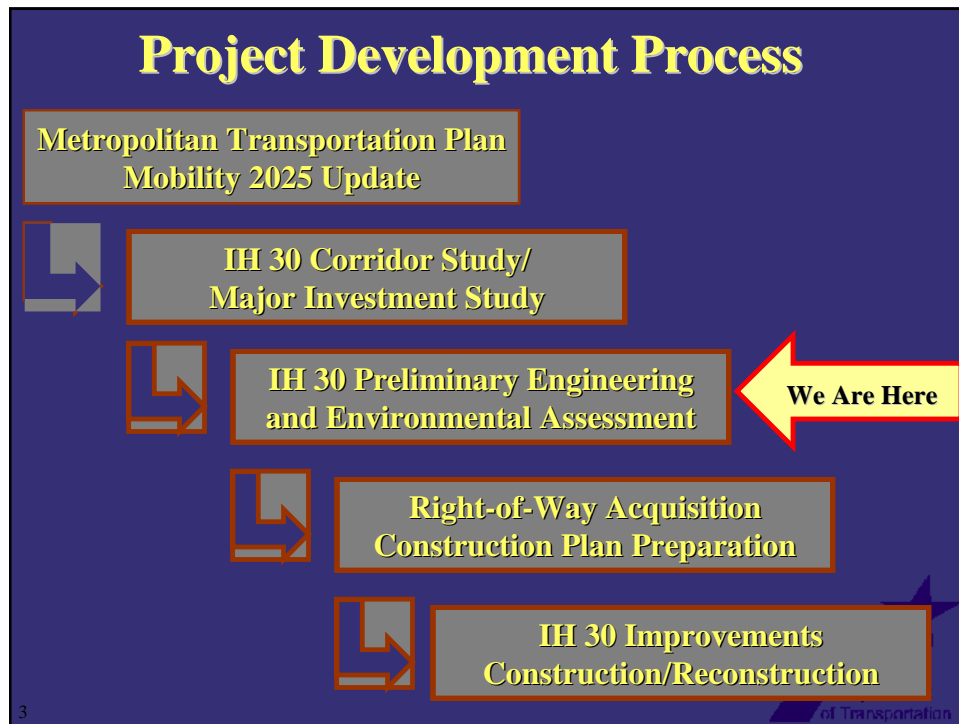 Project Development Process
Metropolitan Transportation Plan
Mobility 2025 Update
IH 30 Corridor Study/
Major Investment Study
IH 30 Preliminary Engineering
and Environmental Assessment
We Are Here
Right-of-Way Acquisition
Construction Plan Preparation
IH 30 Improvements
Construction/Reconstruction
3
of Transportation